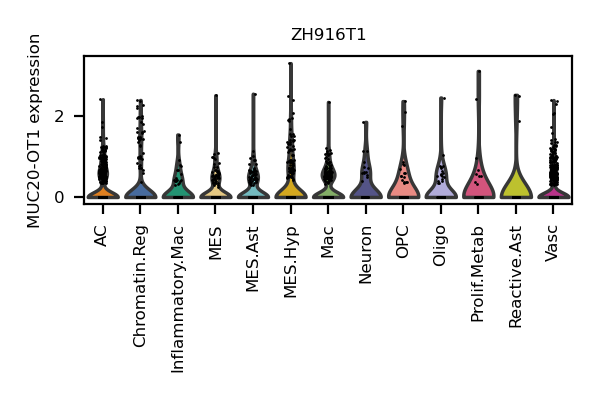 ZH916T1
MUC20-OT1 expression
2
0
AC
Chromatin.Reg
Inflammatory.Mac
MES
MES.Ast
MES.Hyp
Mac
Neuron
OPC
Oligo
Prolif.Metab
Reactive.Ast
Vasc